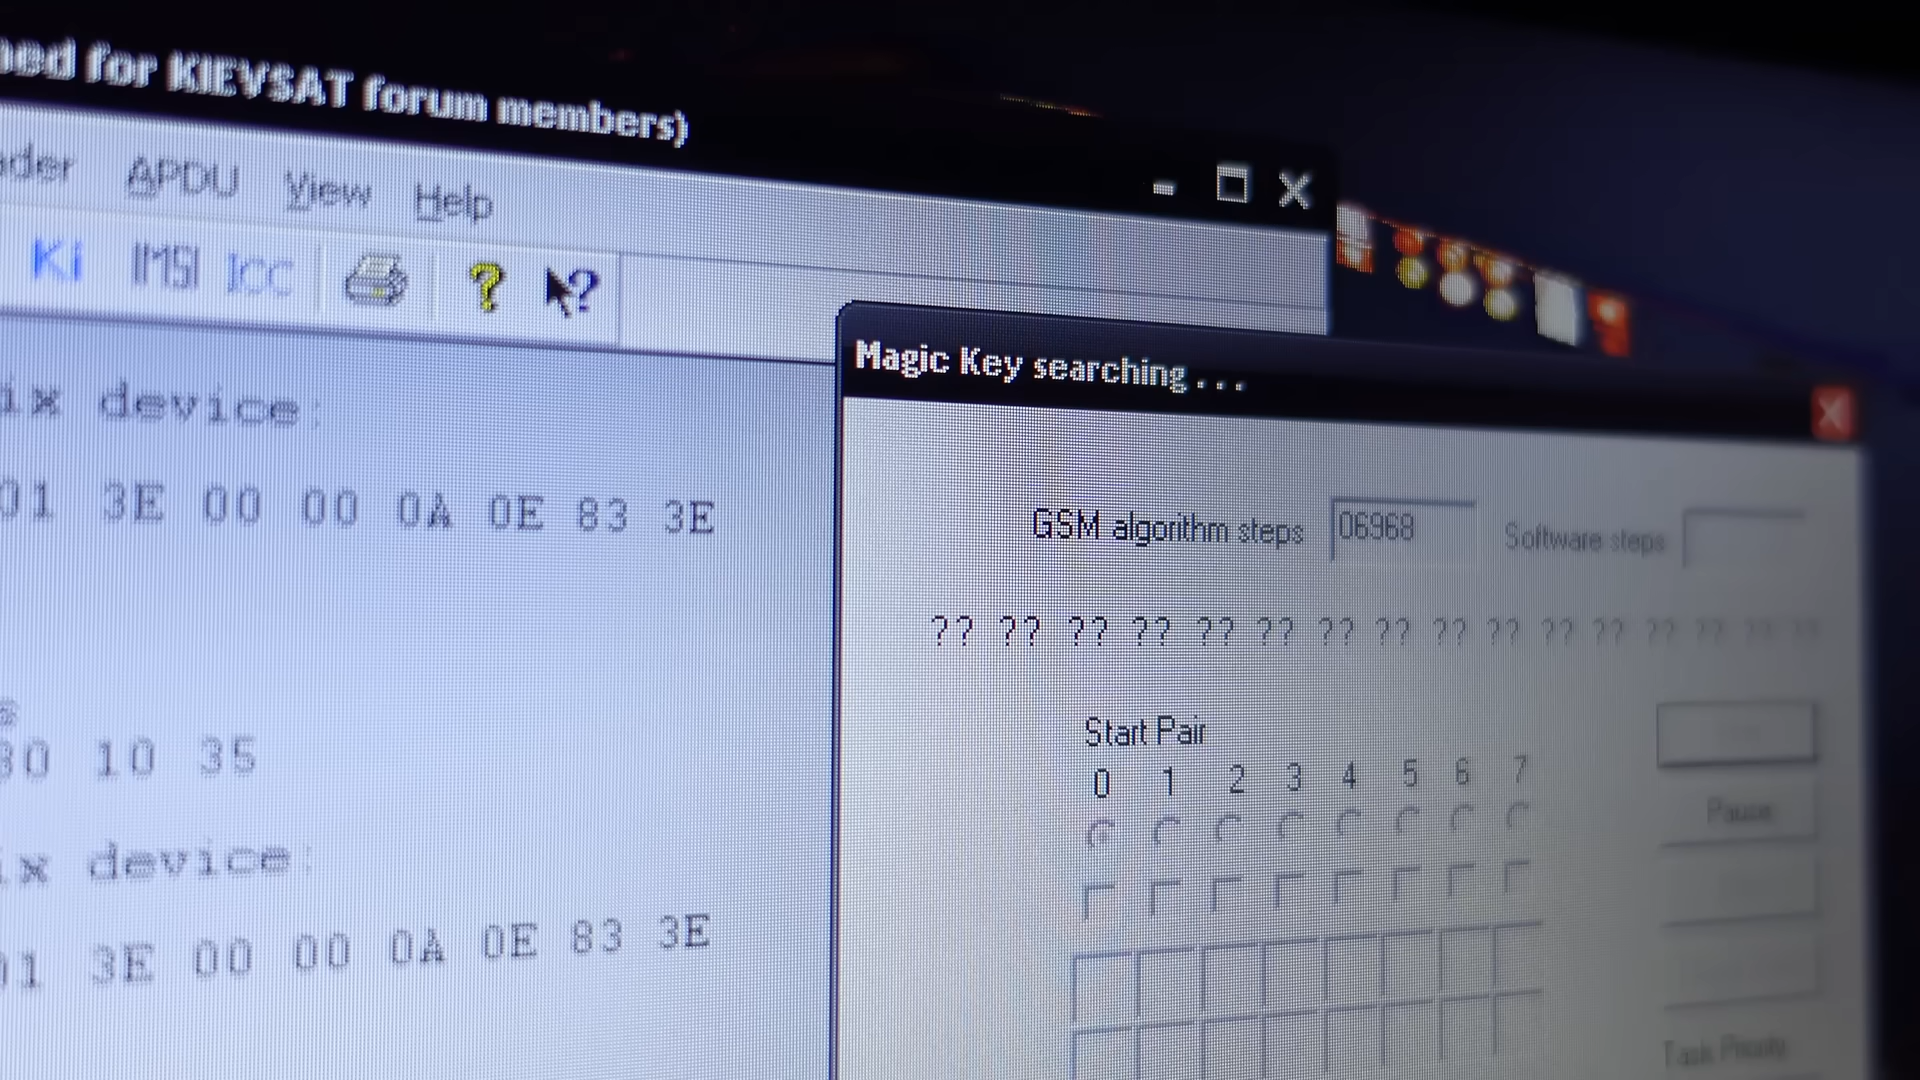 for KIEVSAT forum members)
APDU View Help
Ki IMSI ICC
ix device:
01 3E 00 00 0A 0E 83 3E
30 10 35
ix device:
01 3E 00 00 0A 0E 83 3E
Magic Key searching...
GSM algorithm steps 06968 Software steps
?? ?? ?? ?? ?? ?? ?? ?? ?? ?? ?? ?? ?? ?? ?? ??
Start Pair
0 1 2 3 4 5 6 7
Pause
Task Priority